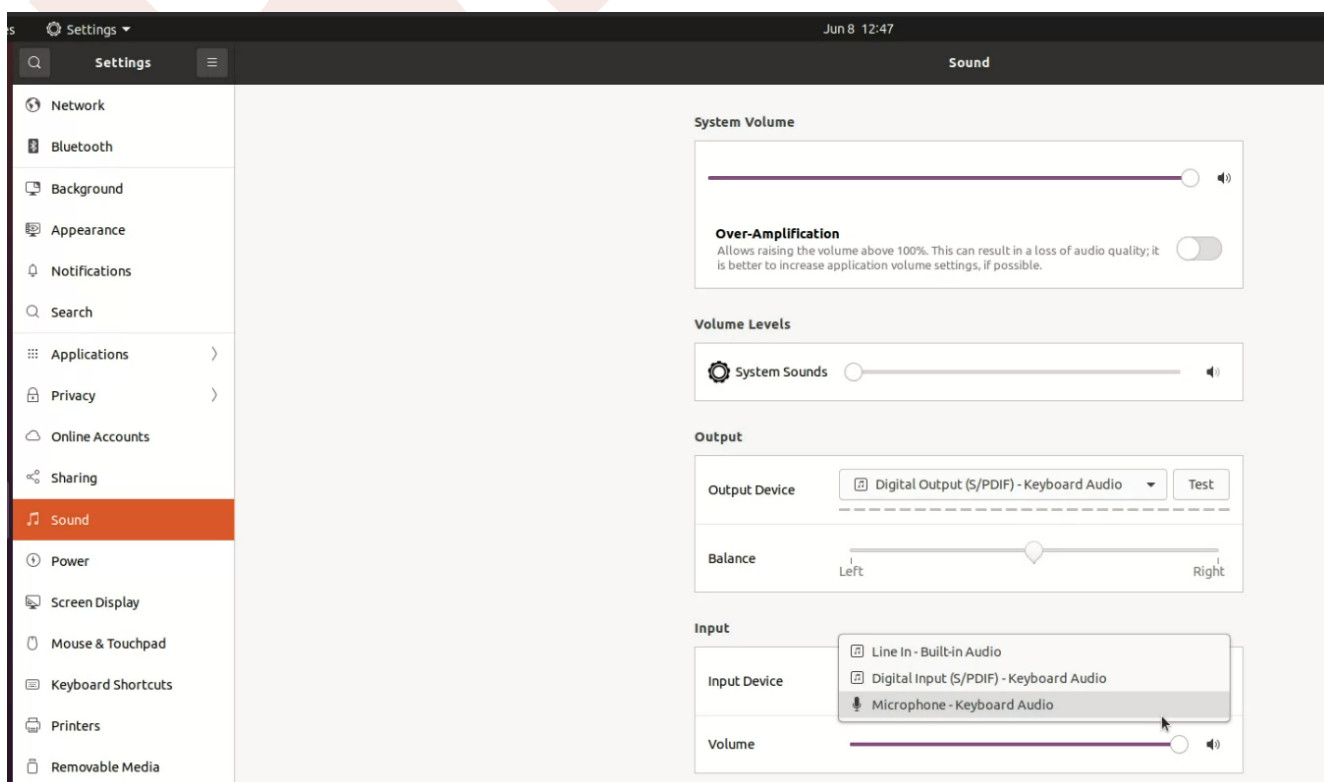 s Settings Jun 8 12:47
Settings Sound
Network
Bluetooth
Background
Appearance
Notifications
Search
Applications
Privacy
Online Accounts
Sharing
Sound
Power
Screen Display
Mouse & Touchpad
Keyboard Shortcuts
Printers
Removable Media
System Volume
Over-Amplification
Allows raising the volume above 100%. This can result in a loss of audio quality; it
is better to increase application volume settings, if possible.
Volume Levels
System Sounds
Output
Output Device Digital Output (S/PDIF) - Keyboard Audio Test
Balance
Left Right
Input
Line In - Built-in Audio
Input Device Digital Input (S/PDIF) - Keyboard Audio
Microphone - Keyboard Audio
Volume